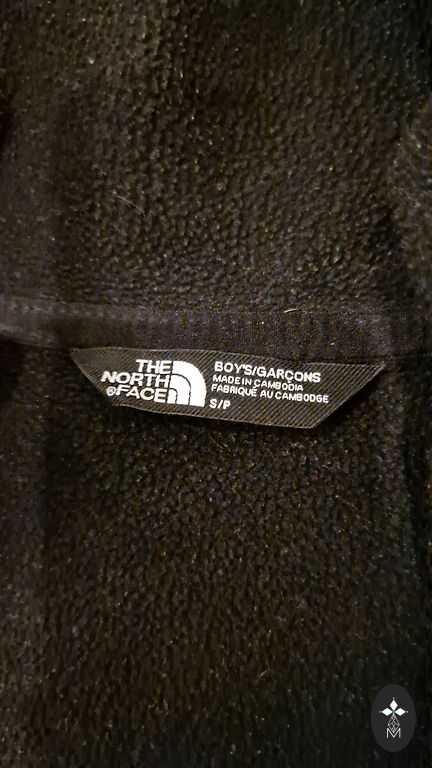 THE
NORTH
®FACE
BOY'S/GARÇONS
MADE IN CAMBODIA
FABRIQUÉ AU CAMBODGE
S/P
M